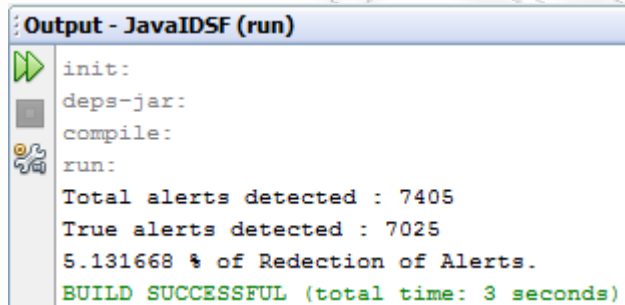 Output - JavaIDSF (run)
init:
deps-jar:
compile:
run:
Total alerts detected : 7405
True alerts detected : 7025
5.131668 % of Redection of Alerts.
BUILD SUCCESSFUL (total time: 3 seconds)